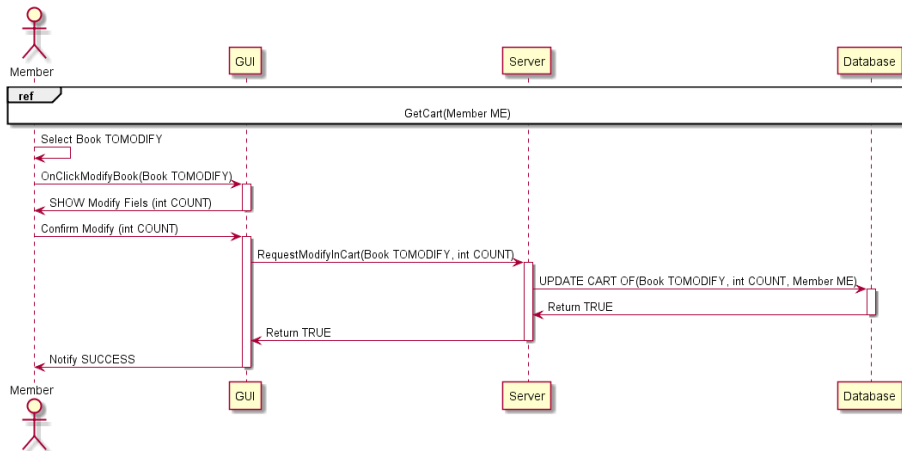 Member
GUI
Server
Database
ref
GetCart(Member ME)
Select Book TOMODIFY
OnClickModifyBook(Book TOMODIFY)
SHOW Modify Fiels (int COUNT)
Confirm Modify (int COUNT)
RequestModifyInCart(Book TOMODIFY, int COUNT)
UPDATE CART OF(Book TOMODIFY, int COUNT, Member ME)
Return TRUE
Return TRUE
Notify SUCCESS
Member
GUI
Server
Database